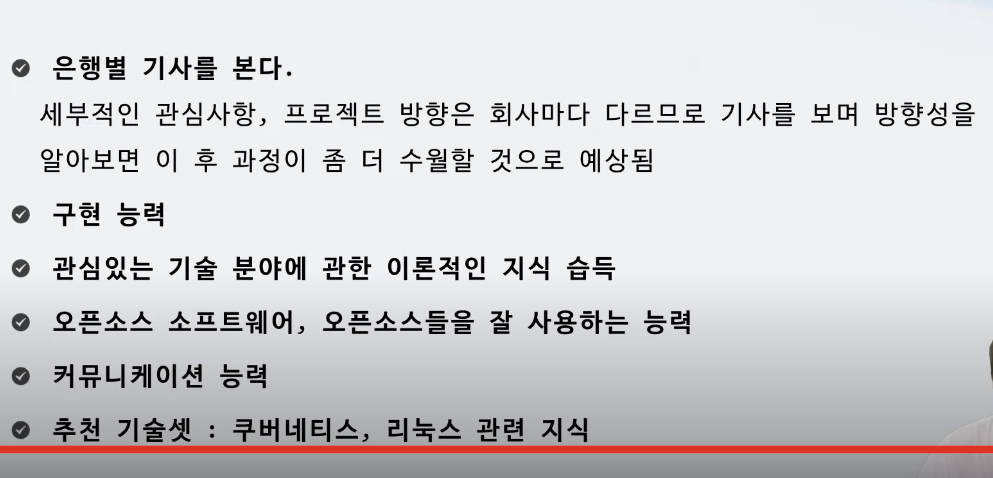 은행별 기사를 본다.
세부적인 관심사항, 프로젝트 방향은 회사마다 다르므로 기사를 보며 방향성을
알아보면 이 후 과정이 좀 더 수월할 것으로 예상됨
구현 능력
관심있는 기술 분야에 관한 이론적인 지식 습득
오픈소스 소프트웨어, 오픈소스들을 잘 사용하는 능력
커뮤니케이션 능력
추천 기술셋 : 쿠버네티스, 리눅스 관련 지식